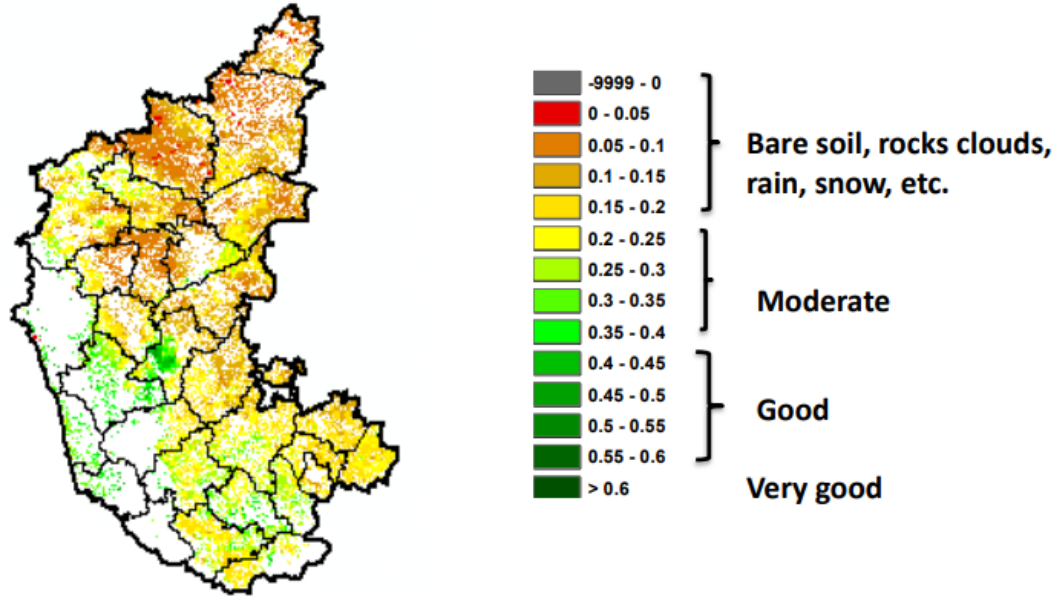 -9999 - 0
0 - 0.05
0.05 - 0.1
0.1 - 0.15
0.15 - 0.2
0.2 - 0.25
0.25 - 0.3
0.3 - 0.35
0.35 - 0.4
0.4 - 0.45
0.45 - 0.5
0.5 - 0.55
0.55 - 0.6
> 0.6
Bare soil, rocks clouds,
rain, snow, etc.
Moderate
Good
Very good